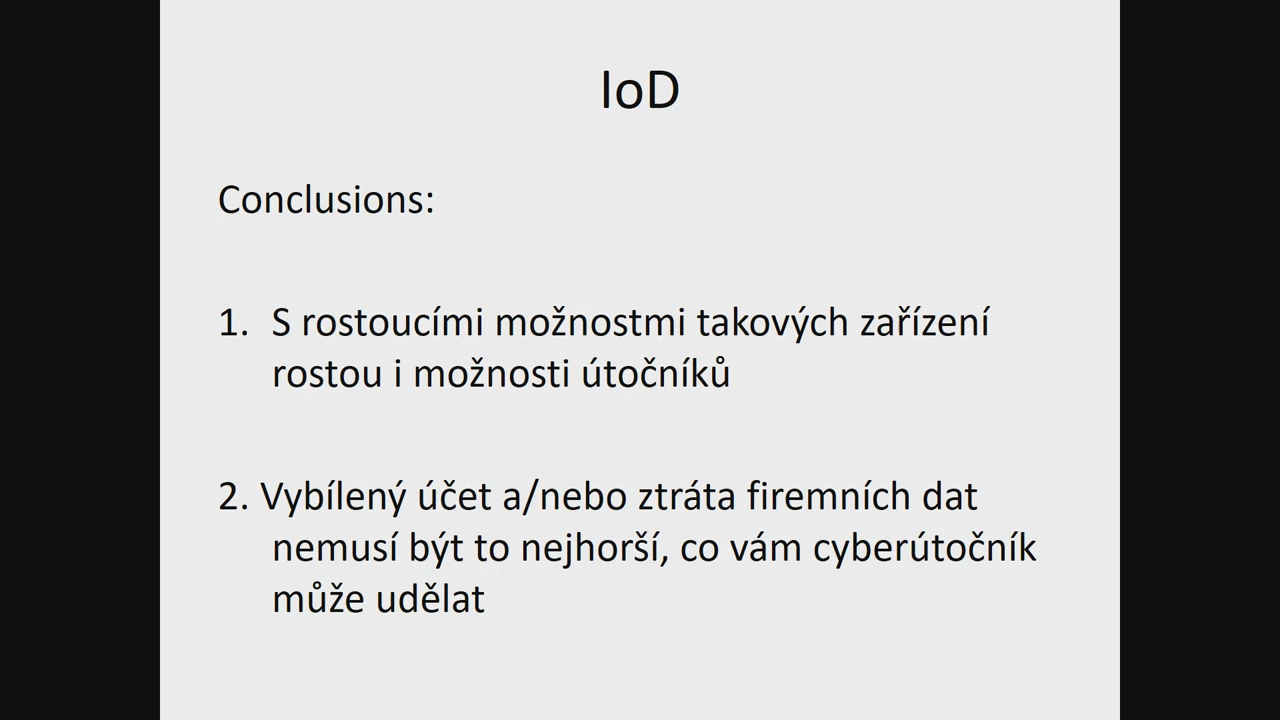 IoD
Conclusions:
1. S rostoucími možnostmi takových zařízení
rostou i možnosti útočníků
2. Vybílený účet a/nebo ztráta firemních dat
nemusí být to nejhorší, co vám cyberútočník
může udělat